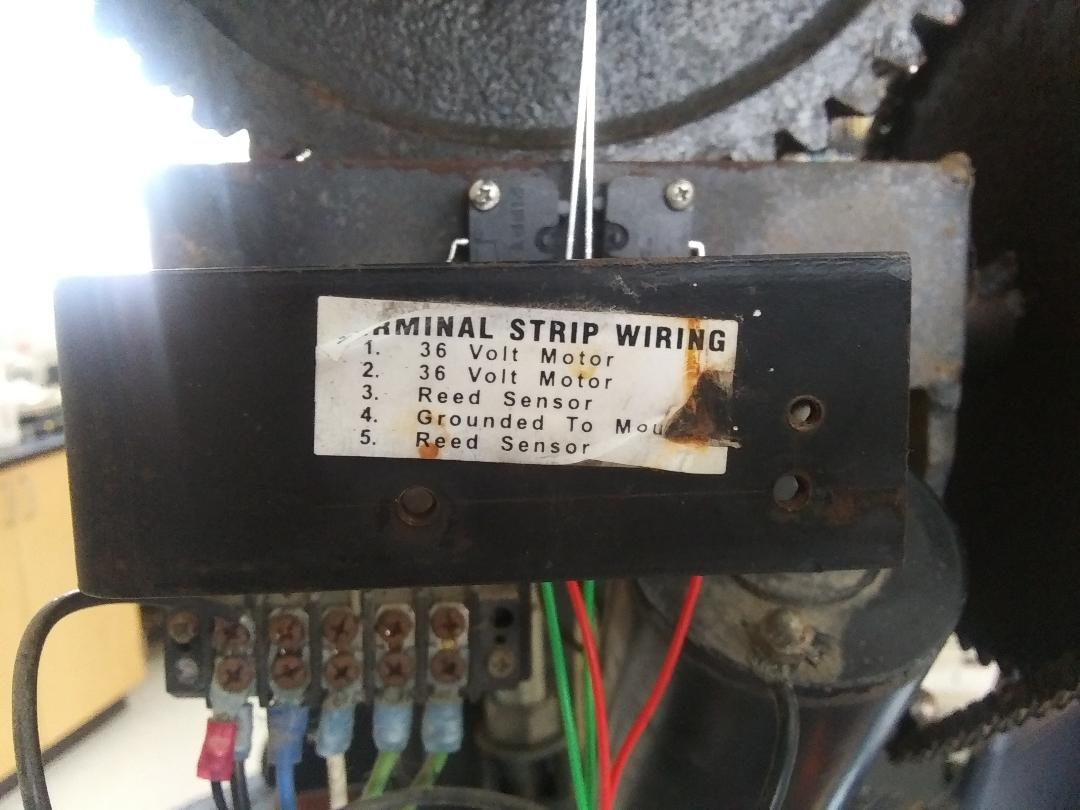 RMINAL STRIP WIRING
1. 36 Volt Motor
2. 36 Volt Motor
3. Reed Sensor
4. Grounded To Mou
5. Reed Sensor